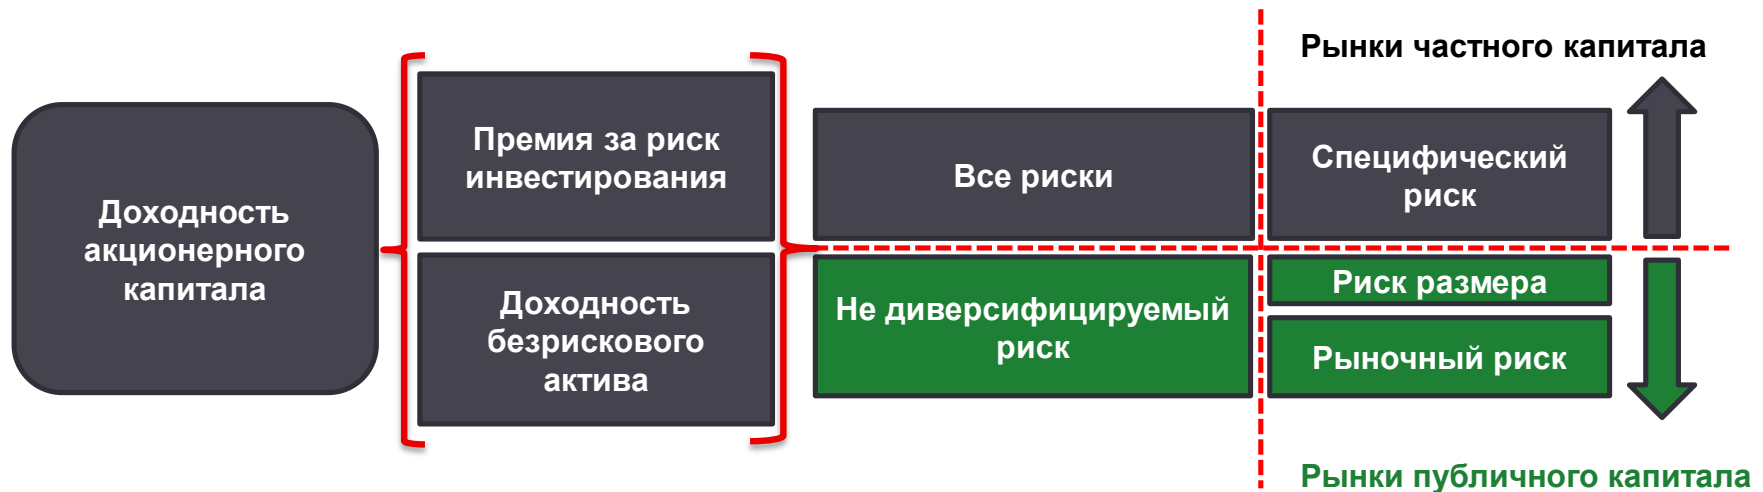 Рынки частного капитала
Доходность
акционерного
капитала
Премия за риск
инвестирования
Доходность
безрискового
актива
Все риски
Не диверсифицируемый
риск
Специфический
риск
Риск размера
Рыночный риск
Рынки публичного капитала